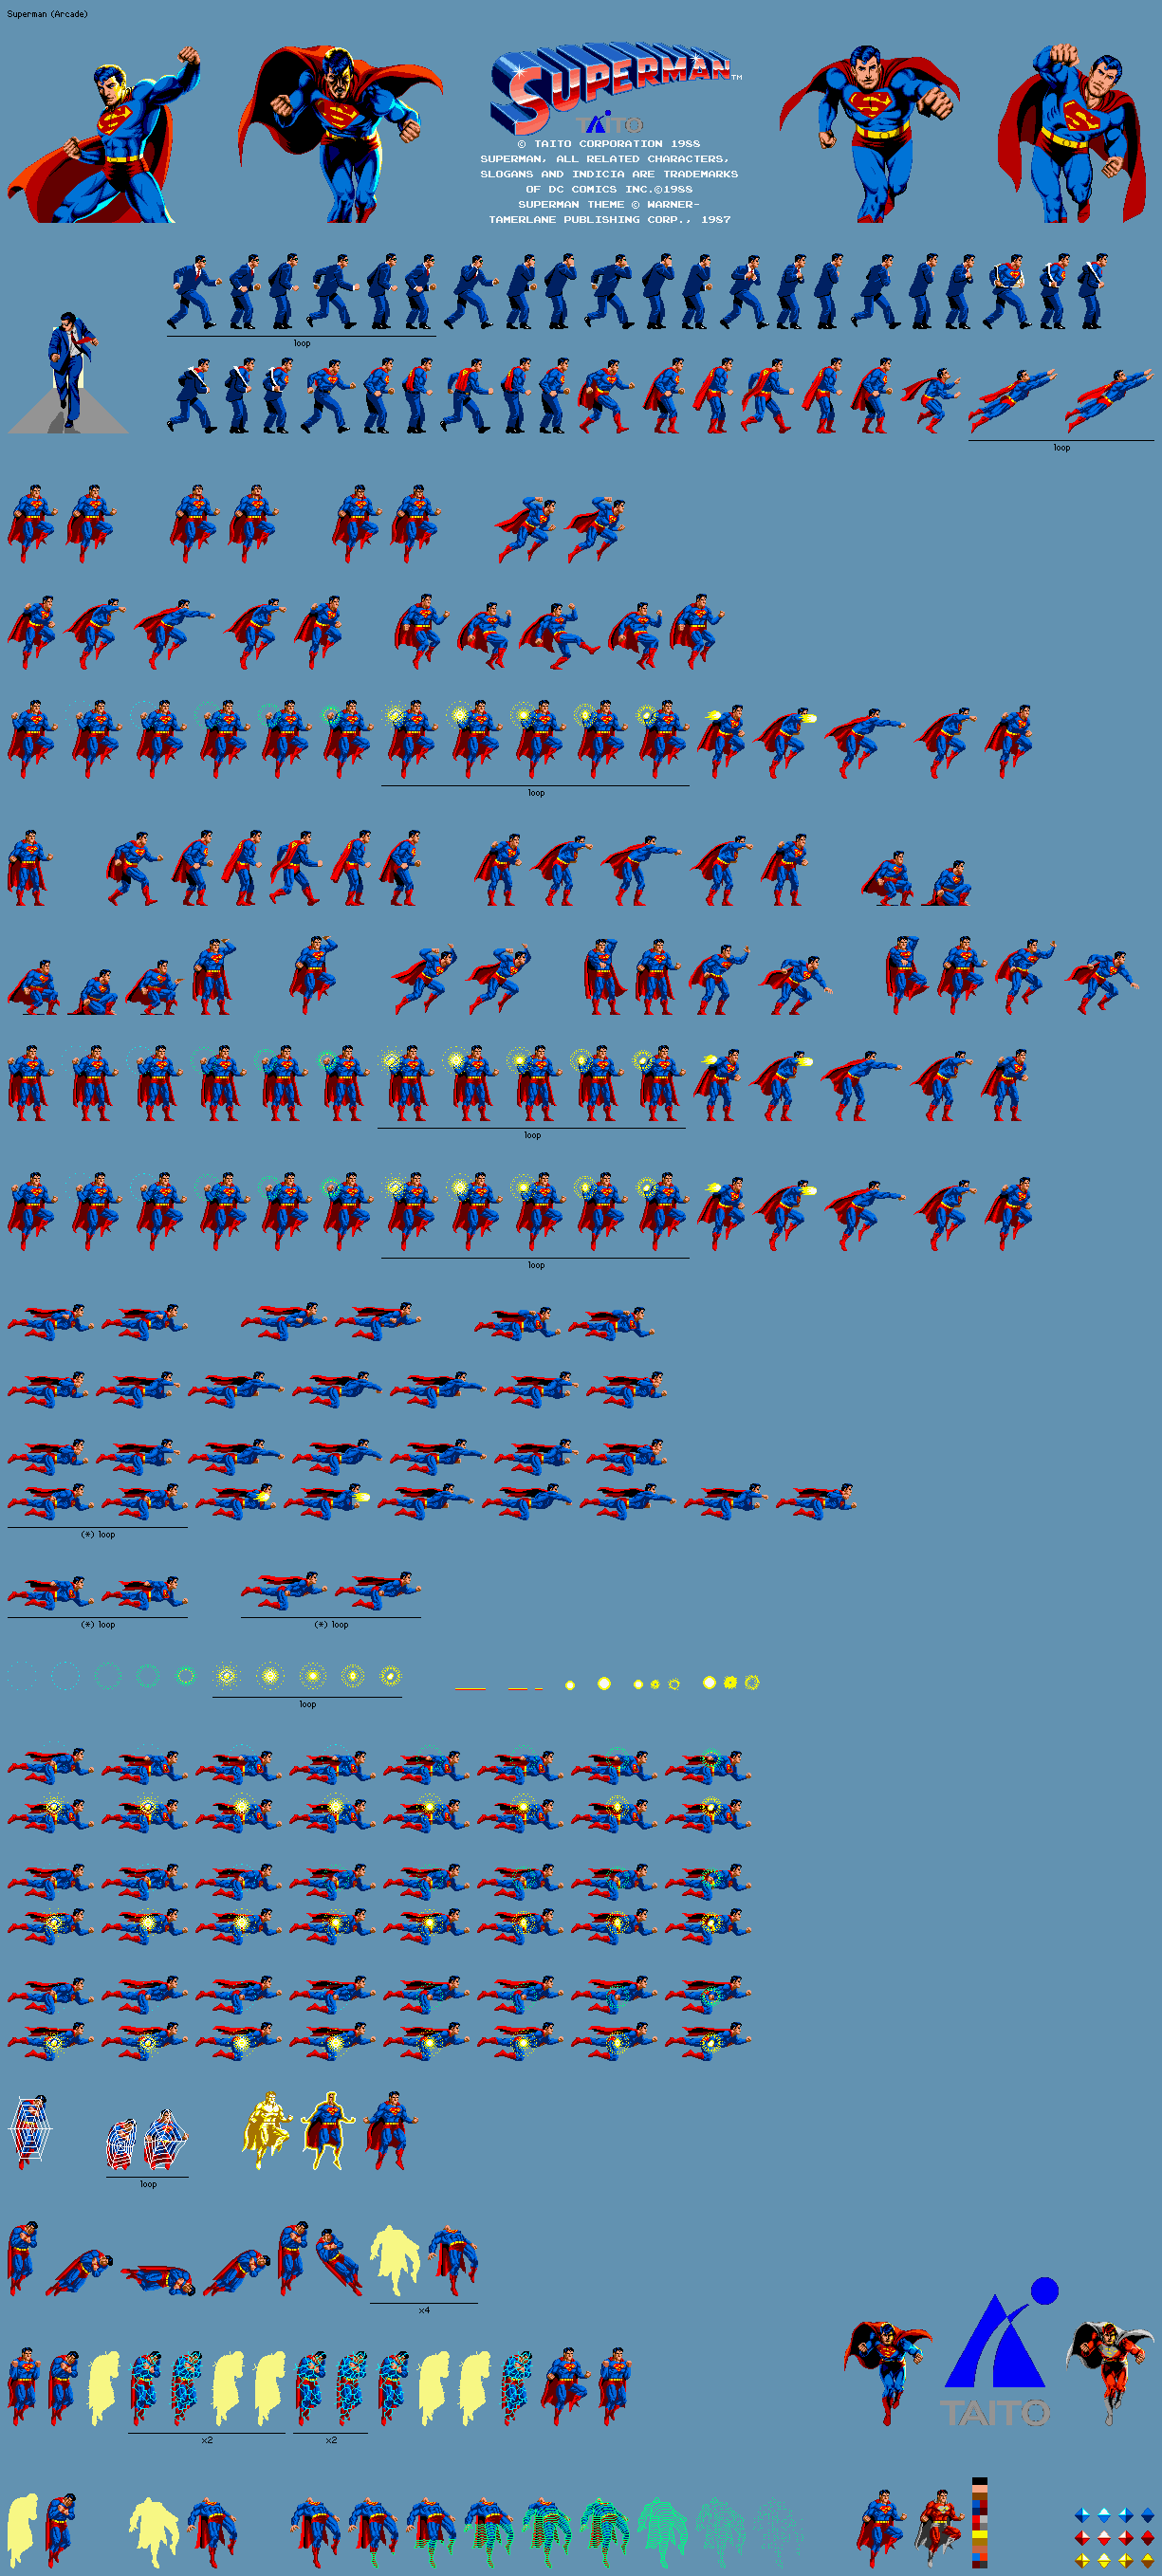 Superman (Arcade)
SUPERMAN™
TAITO
© TAITO CORPORATION 1988
SUPERMAN, ALL RELATED CHARACTERS,
SLOGANS AND INDICIA ARE TRADEMARKS
OF DC COMICS INC.©1988
SUPERMAN THEME © WARNER-
TAMERLANE PUBLISHING CORP., 1987
loop
loop
loop
loop
loop
(*) loop
(*) loop
(*) loop
loop
loop
x4
TAITO
x2
x2